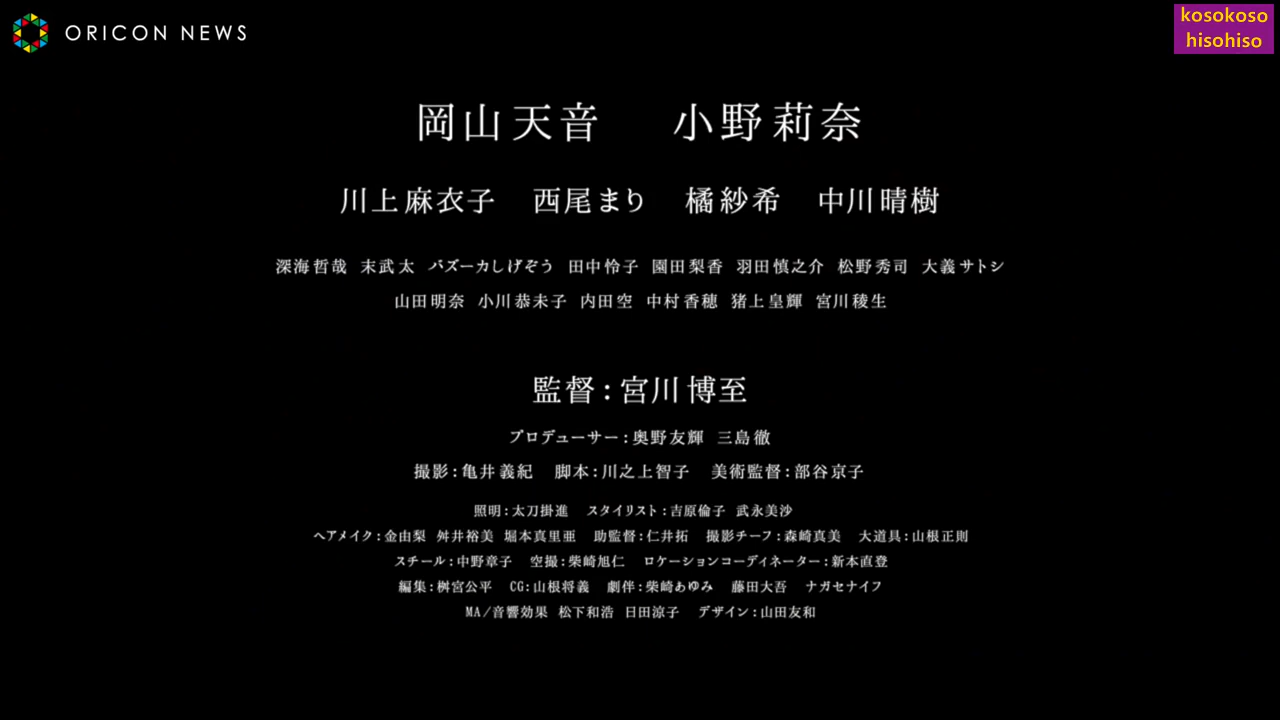 ORICON NEWS
kosokoso
hisohiso
岡山天音 小野莉奈
川上麻衣子 西尾まり 橘紗希 中川晴樹
深海哲哉 末武太 バズーカしげぞう 田中怜子 園田梨香 羽田慎之介 松野秀司 大義サトシ
山田明奈 小川恭未子 内田空 中村香穂 猪上皇輝 宮川稜生
監督:宮川博至
プロデューサー:奥野友輝 三島徹
撮影:亀井義紀 脚本:川之上智子 美術監督:部谷京子
照明:太刀掛進 スタイリスト:吉原倫子 武永美沙
ヘアメイク:金由梨 舛井裕美 堀本真里亜 助監督:仁井拓 撮影チーフ:森崎真美 大道具:山根正則
スチール:中野章子 空撮:柴崎旭仁 ロケーションコーディネーター:新本直登
編集:桝宮公平 CG:山根将義 劇伴:柴崎あゆみ 藤田大吾 ナガセナイフ
MA/音響効果 松下和浩 日田涼子 デザイン:山田友和